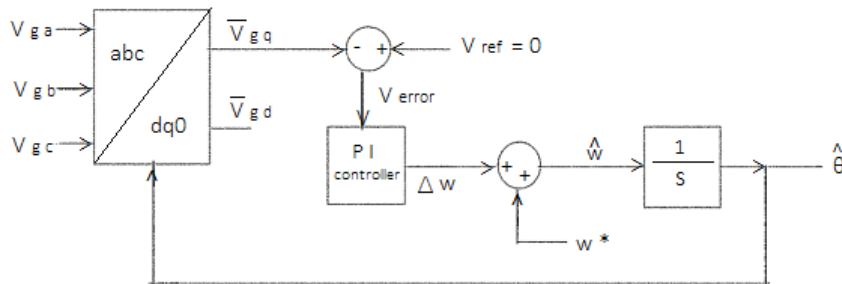 V g a
V g b
V g c
abc
dq0
V̅ g q
V̅ g d
-
+
V ref = 0
V error
P I
controller
Δ w
+
+
ŵ
w *
1
S
θ̂